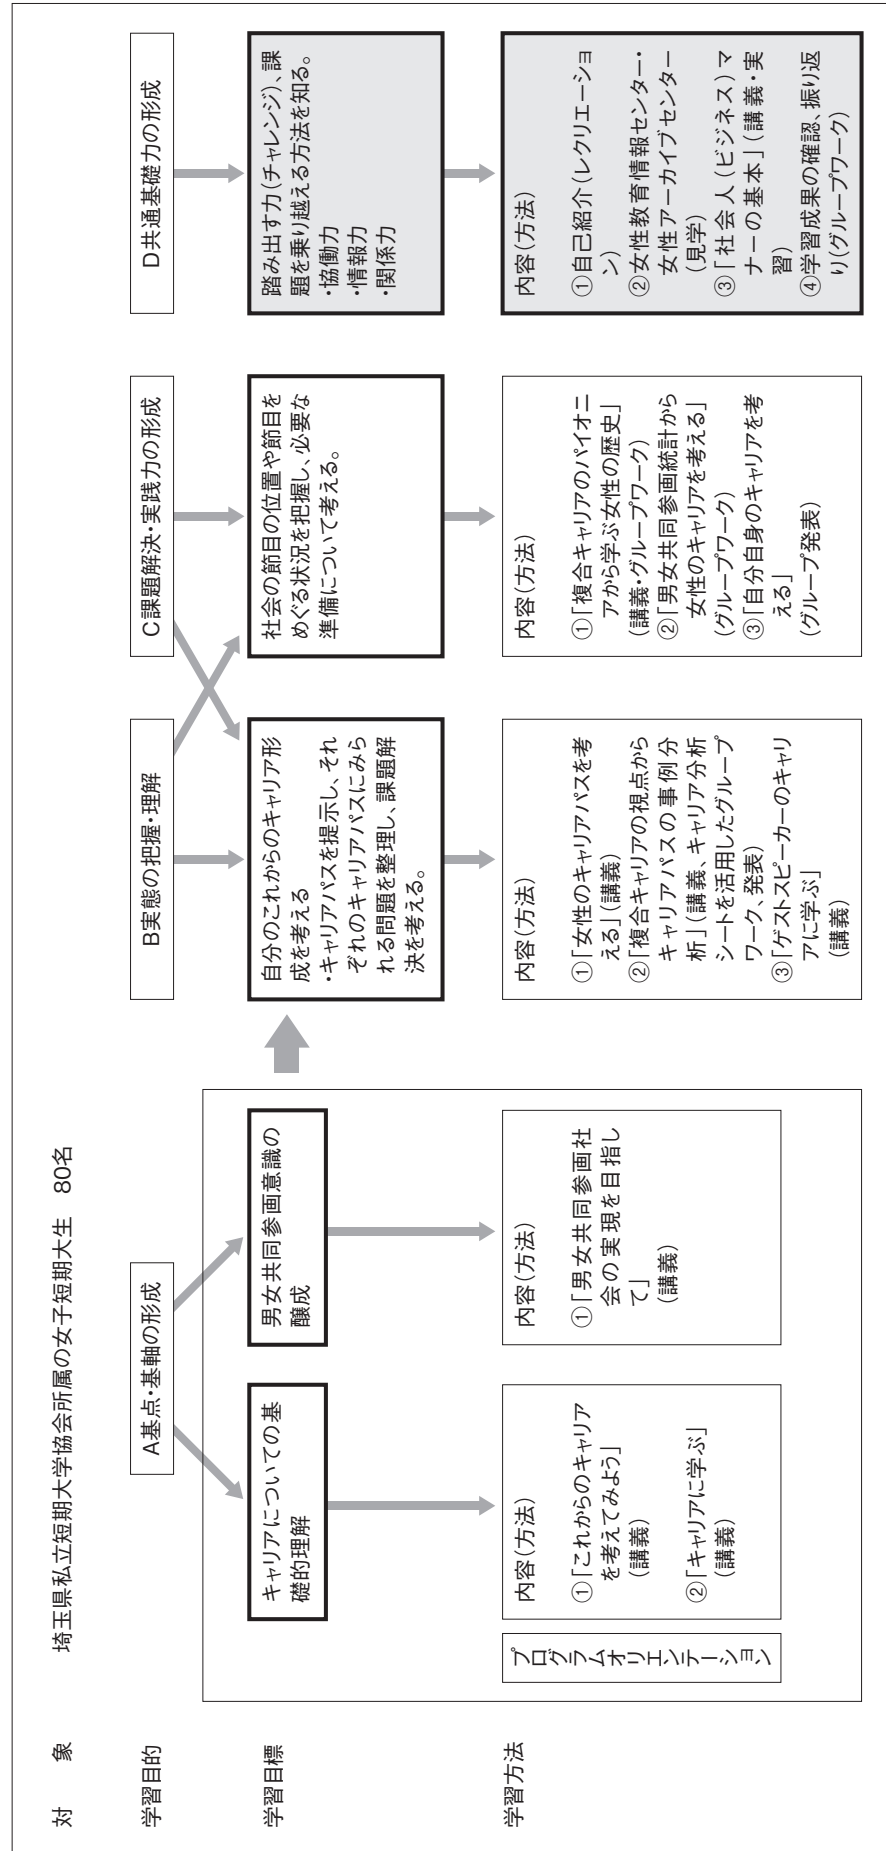 対　象　埼玉県私立短期大学協会所属の女子短期大生　80名
学習目的
A基点・基軸の形成
B実態の把握・理解
C課題解決・実践力の形成
D共通基礎力の形成
学習目標
キャリアについての基
礎的理解
男女共同参画意識の
醸成
自分のこれからのキャリア形
成を考える
・キャリアパスを提示し、それ
ぞれのキャリアパスにみら
れる問題を整理し、課題解
決を考える。
社会の節目の位置や節目を
めぐる状況を把握し、必要な
準備について考える。
踏み出す力(チャレンジ)、課
題を乗り越える方法を知る。
・協働力
・情報力
・関係力
学習方法
プログラムオリエンテーション
内容(方法)
①「これからのキャリア
を考えてみよう」
(講義)
②「キャリアに学ぶ」
(講義)
内容(方法)
①「男女共同参画社
会の実現を目指し
て」
(講義)
内容(方法)
①「女性のキャリアパスを考
える」(講義)
②「複合キャリアの視点から
キャリアパスの事例分
析」(講義、キャリア分析
シートを活用したグループ
ワーク、発表)
③「ゲストスピーカーのキャリ
アに学ぶ」
(講義)
内容(方法)
①「複合キャリアのパイオニ
アから学ぶ女性の歴史」
(講義・グループワーク)
②「男女共同参画統計から
女性のキャリアを考える」
(グループワーク)
③「自分自身のキャリアを考
える」
(グループ発表)
内容(方法)
①自己紹介(レクリエーショ
ン)
②女性教育情報センター・
女性アーカイブセンター
(見学)
③「社会人(ビジネス)マ
ナーの基本」(講義・実
習)
④学習成果の確認、振り返
り(グループワーク)